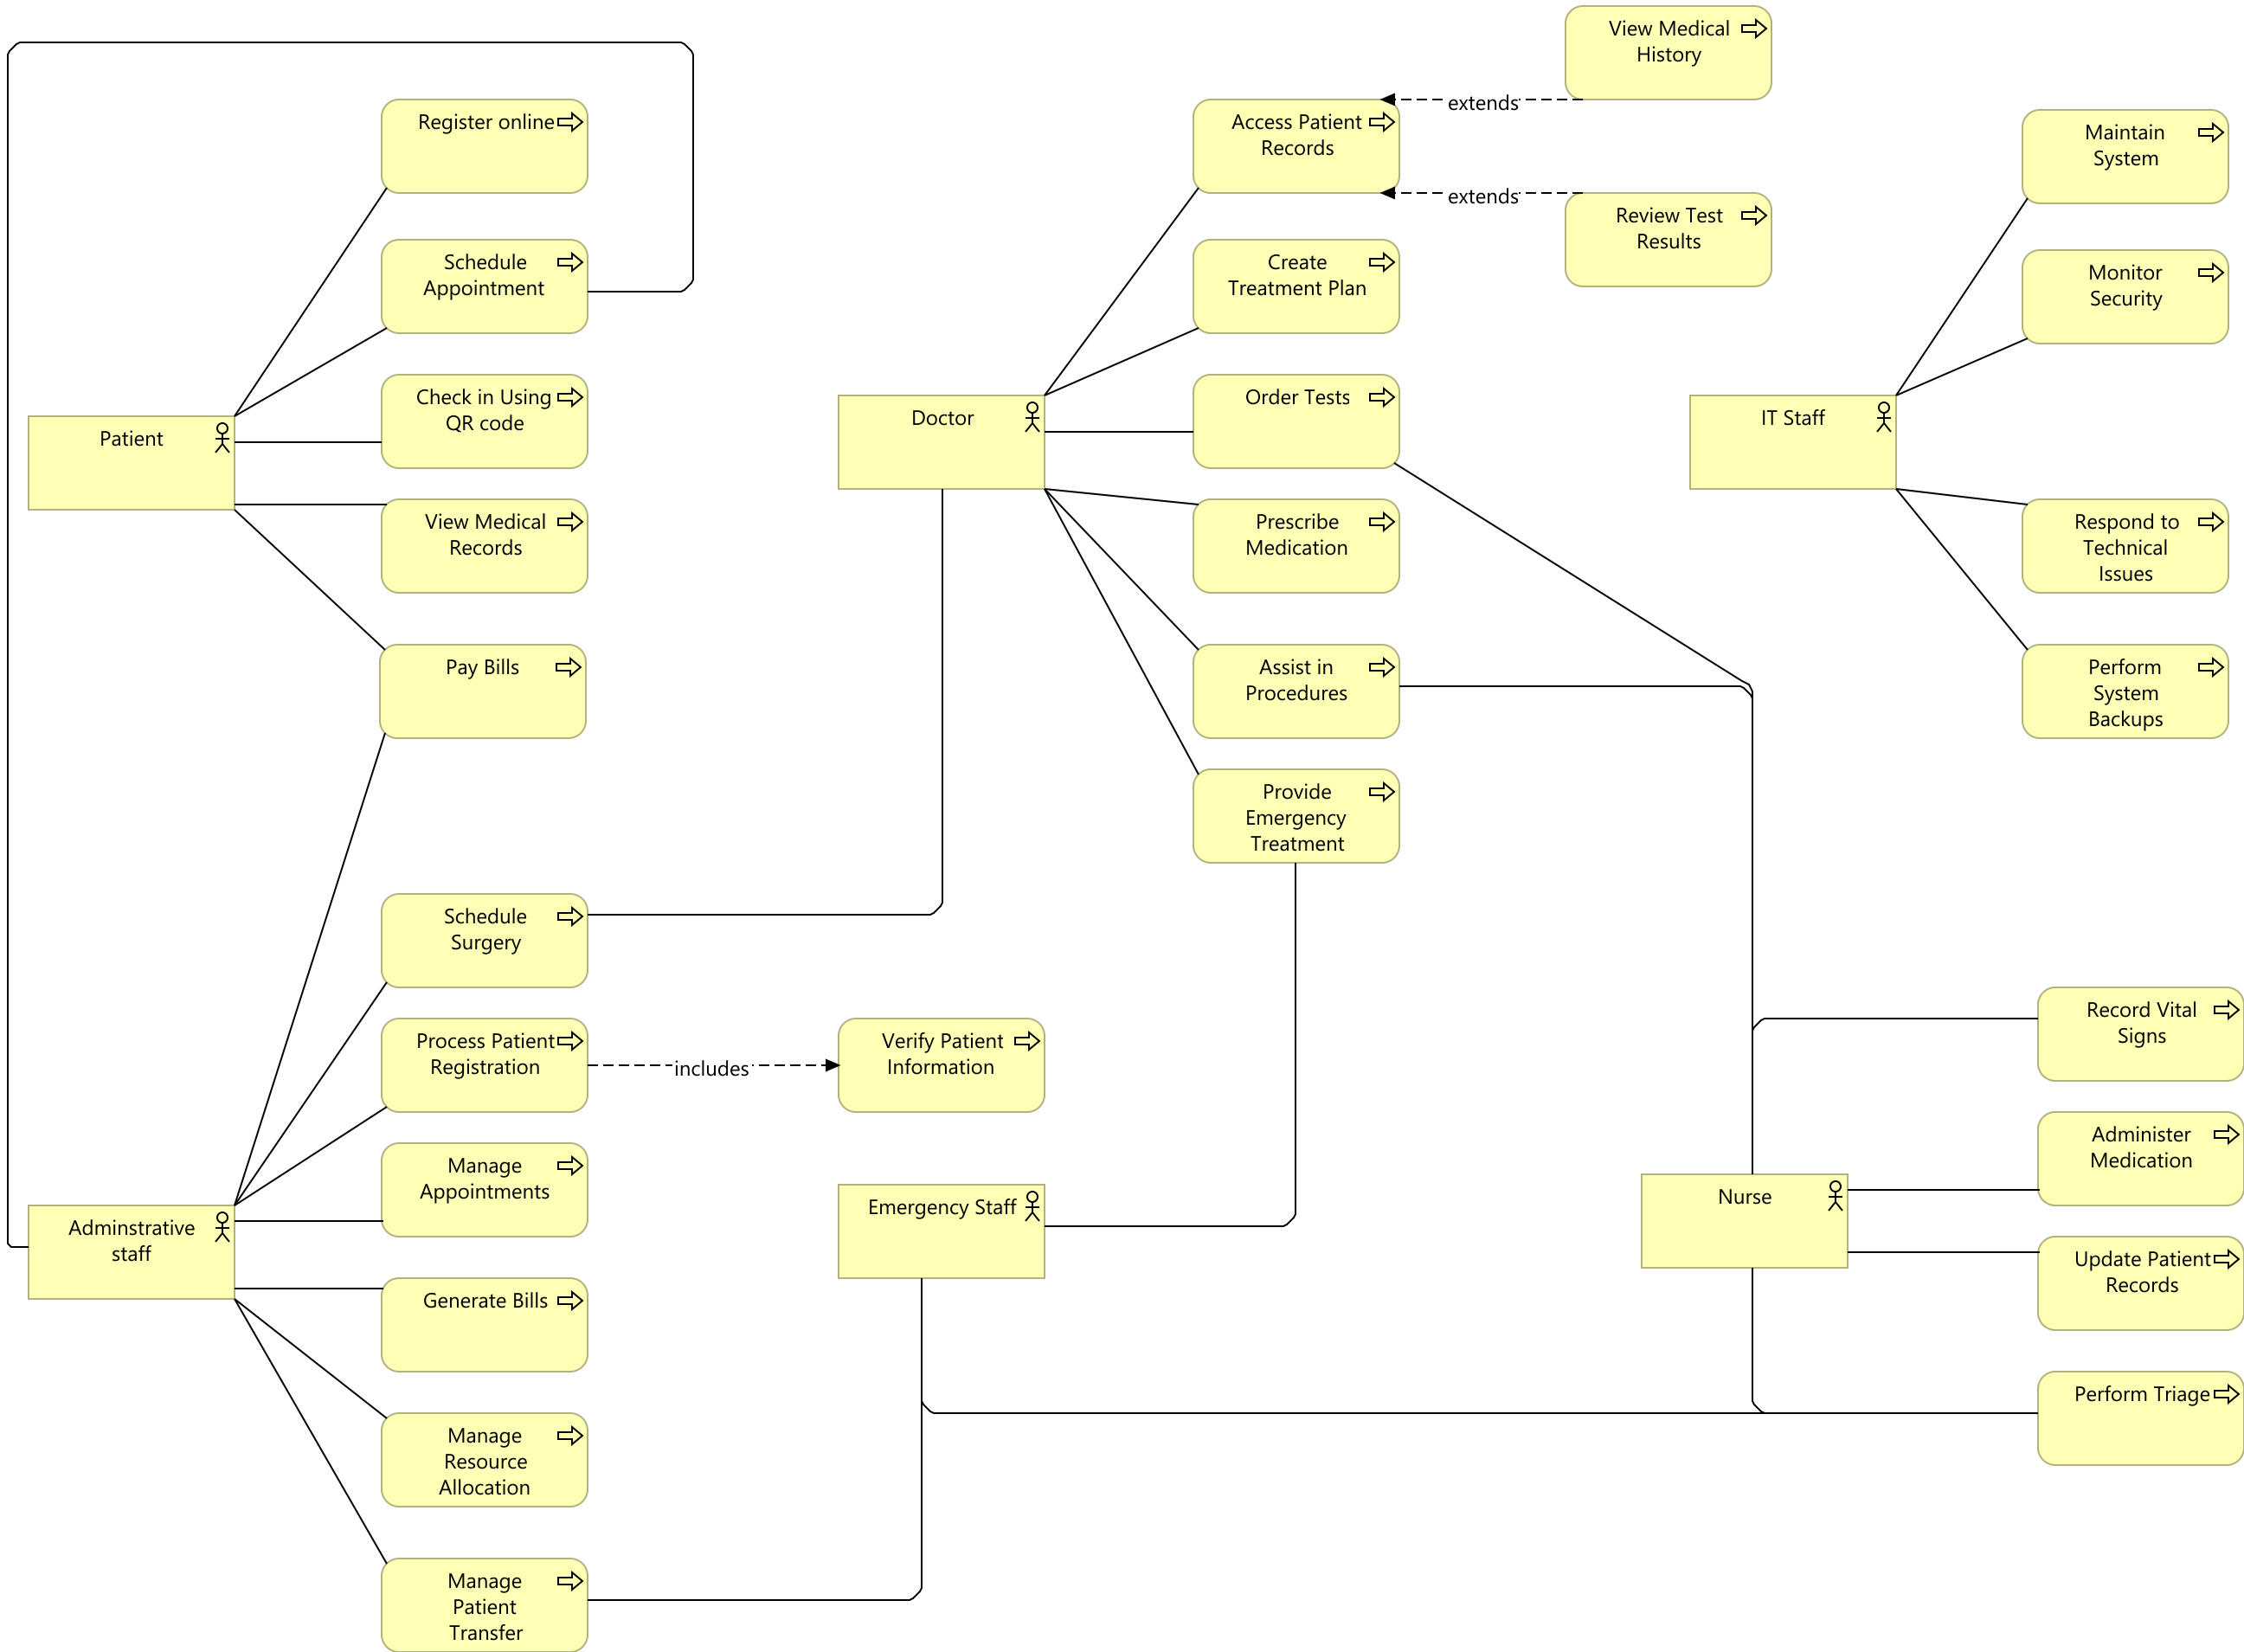 View Medical
History
extends
Register online
Access Patient
Records
Maintain
System
extends
Review Test
Results
Schedule
Appointment
Create
Treatment Plan
Monitor
Security
Check in Using
QR code
Order Tests
Patient
Doctor
IT Staff
View Medical
Records
Prescribe
Medication
Respond to
Technical
Issues
Pay Bills
Assist in
Procedures
Perform
System
Backups
Provide
Emergency
Treatment
Schedule
Surgery
Process Patient
Registration
includes
Verify Patient
Information
Record Vital
Signs
Manage
Appointments
Administer
Medication
Adminstrative
staff
Emergency Staff
Nurse
Update Patient
Records
Generate Bills
Perform Triage
Manage
Resource
Allocation
Manage
Patient
Transfer